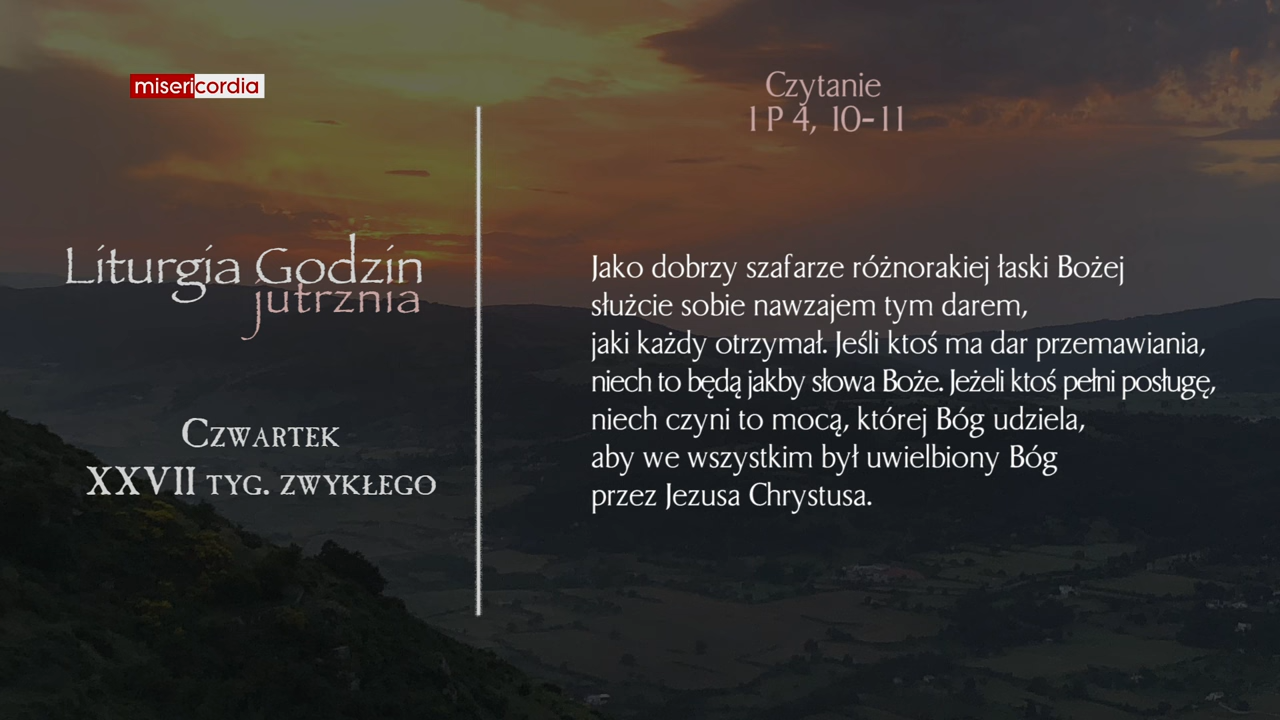 misericordia
Liturgia Godzin
jutrznia
Czwartek
XXVII tyg. zwykłego
Czytanie
1 P 4, 10-11
Jako dobrzy szafarze różnorakiej łaski Bożej
służcie sobie nawzajem tym darem,
jaki każdy otrzymał. Jeśli ktoś ma dar przemawiania,
niech to będą jakby słowa Boże. Jeżeli ktoś pełni posługę,
niech czyni to mocą, której Bóg udziela,
aby we wszystkim był uwielbiony Bóg
przez Jezusa Chrystusa.